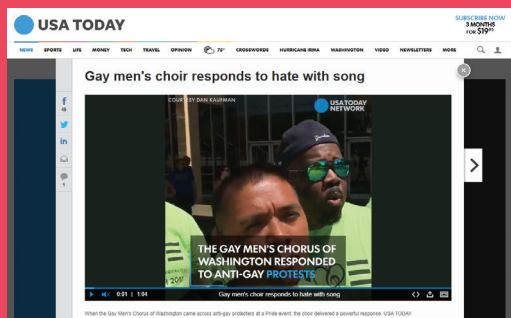 USA TODAY
SUBSCRIBE NOW
3 MONTHS
FOR $19⁹⁵
NEWS SPORTS LIFE MONEY TECH TRAVEL OPINION 75° CROSSWORDS HURRICANE IRMA WASHINGTON VIDEO NEWSLETTERS MORE
Gay men's choir responds to hate with song
COURTESY DAN KAUFMAN
USA TODAY
NETWORK
THE GAY MEN'S CHORUS OF
WASHINGTON RESPONDED
TO ANTI-GAY PROTESTS
0:01 | 1:04 Gay men's choir responds to hate with song
When the Gay Men's Chorus of Washington came across anti-gay protesters at a Pride event, the choir delivered a powerful response. USA TODAY